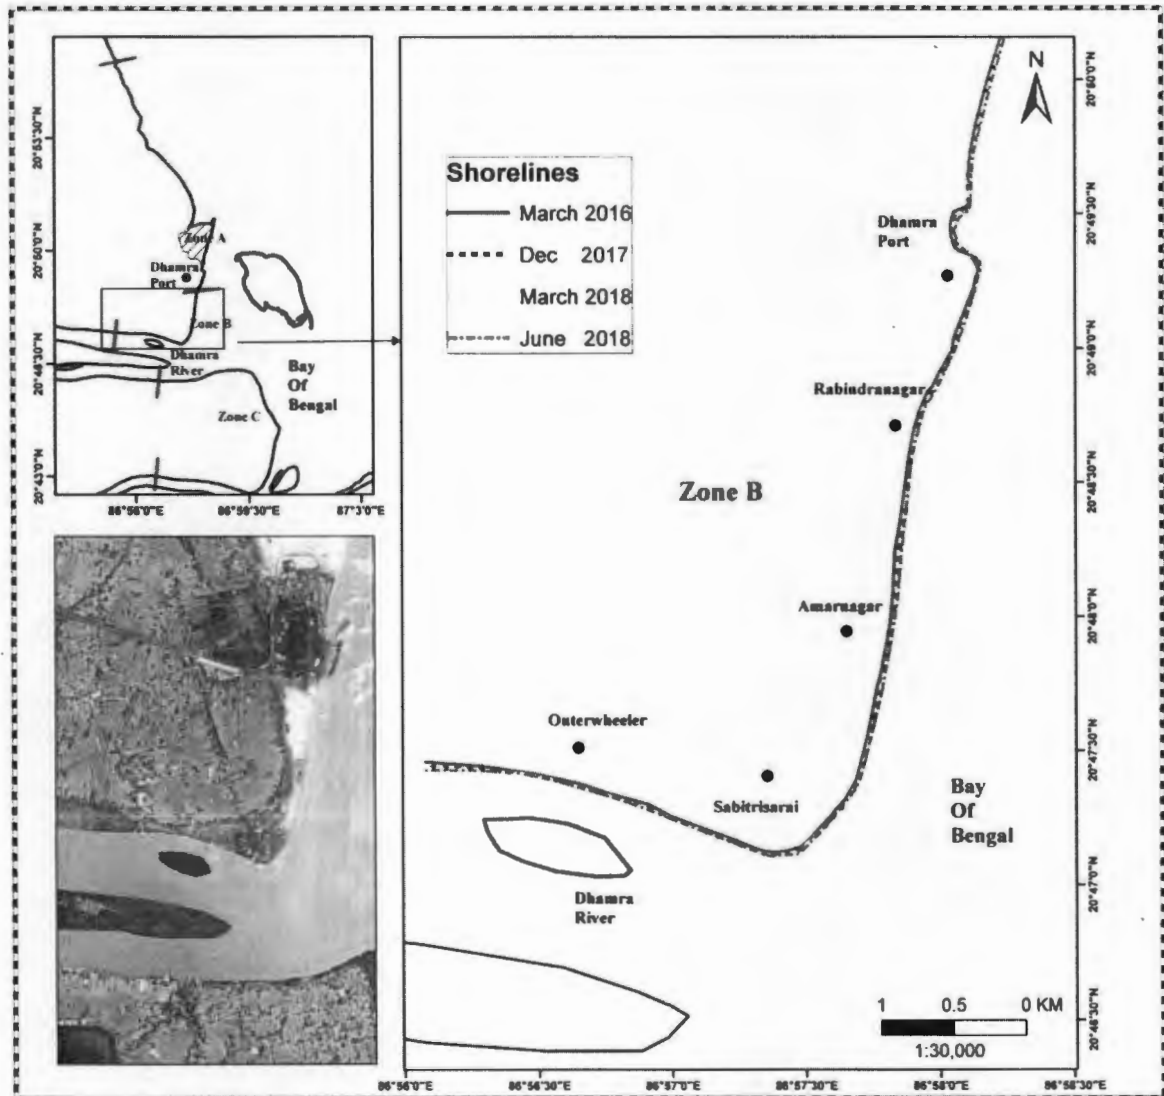 20°53'30"N
20°50'0"N
20°46'30"N
20°43'0"N
Zone A
Dhamra
Port
Zone B
Dhamra
River
Zone C
Bay
Of
Bengal
86°56'0"E 86°59'30"E 87°3'0"E
N
Shorelines
March 2016
Dec 2017
March 2018
June 2018
Dhamra
Port
Rabindranagar
Zone B
Amarnagar
Outerwheeler
Sabitrisarai
Bay
Of
Bengal
Dhamra
River
1 0.5 0 KM
1:30,000
20°50'0"N
20°49'30"N
20°49'0"N
20°48'30"N
20°48'0"N
20°47'30"N
20°47'0"N
20°46'30"N
86°56'0"E 86°56'30"E 86°57'0"E 86°57'30"E 86°58'0"E 86°58'30"E